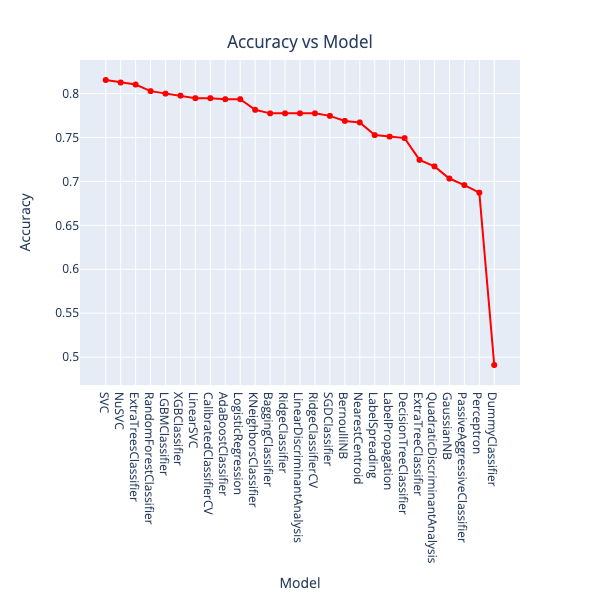 Accuracy vs Model
Accuracy
0.8
0.75
0.7
0.65
0.6
0.55
0.5
SVC
NuSVC
ExtraTreesClassifier
RandomForestClassifier
LGBMClassifier
XGBClassifier
LinearSVC
CalibratedClassifierCV
AdaBoostClassifier
LogisticRegression
KNeighborsClassifier
BaggingClassifier
RidgeClassifier
LinearDiscriminantAnalysis
RidgeClassifierCV
SGDClassifier
BernoulliNB
NearestCentroid
LabelSpreading
LabelPropagation
DecisionTreeClassifier
ExtraTreeClassifier
QuadraticDiscriminantAnalysis
GaussianNB
PassiveAggressiveClassifier
Perceptron
DummyClassifier
Model